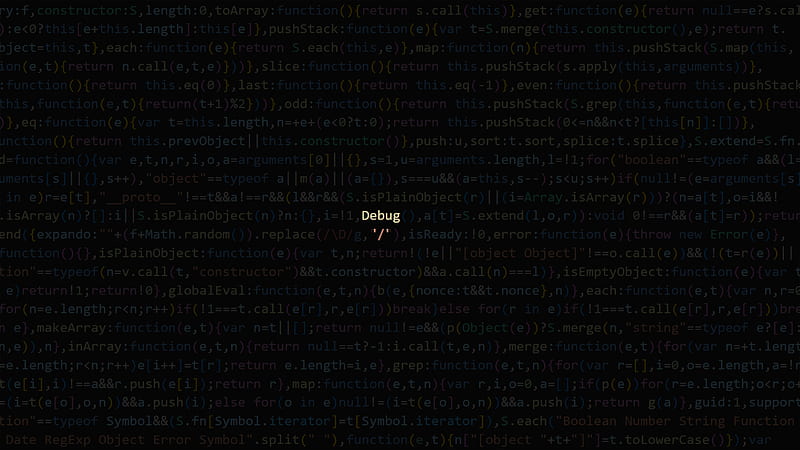 ry:f,constructor:S,length:0,toArray:function(){return s.call(this)},get:function(e){return null==e?s.cal
):e<0?this[e+this.length]:this[e]},pushStack:function(e){var t=S.merge(this.constructor(),e);return t.
bject=this,t},each:function(e){return S.each(this,e)},map:function(n){return this.pushStack(S.map(this,
ion(e,t){return n.call(e,t,e)}))},slice:function(){return this.pushStack(s.apply(this,arguments))},
:function(){return this.eq(0)},last:function(){return this.eq(-1)},even:function(){return this.pushStack
this,function(e,t){return(t+1)%2}))},odd:function(){return this.pushStack(S.grep(this,function(e,t){retu
)},eq:function(e){var t=this.length,n=+e+(e<0?t:0);return this.pushStack(0<=n&&n<t?[this[n]]:[])},
unction(){return this.prevObject||this.constructor()},push:u,sort:t.sort,splice:t.splice},S.extend=S.fn.
d=function(){var e,t,n,r,i,o,a=arguments[0]||{},s=1,u=arguments.length,l=!1;for("boolean"==typeof a&&(l=
uments[s]||{},s++),"object"==typeof a||m(a)||(a={}),s===u&&(a=this,s--);s<u;s++)if(null!=(e=arguments[s]
in e)r=e[t],"__proto__"!==t&&a!==r&&(l&&r&&(S.isPlainObject(r)||(i=Array.isArray(r)))?(n=a[t],o=i&&!
.isArray(n)?[]:i||S.isPlainObject(n)?n:{},i=!1,Debug),a[t]=S.extend(l,o,r)):void 0!==r&&(a[t]=r));retur
end({expando:""+(f+Math.random()).replace(/\D/g,'/'),isReady:!0,error:function(e){throw new Error(e)},
function(){},isPlainObject:function(e){var t,n;return!(!e||"[object Object]"!==o.call(e))&&(!(t=r(e))||
tion"==typeof(n=v.call(t,"constructor")&&t.constructor)&&a.call(n)===l)},isEmptyObject:function(e){var t
e)return!1;return!0},globalEval:function(e,t,n){b(e,{nonce:t&&t.nonce},n)},each:function(e,t){var n,r=0
for(n=e.length;r<n;r++)if(!1===t.call(e[r],r,e[r]))break}else for(r in e)if(!1===t.call(e[r],r,e[r]))bre
n e},makeArray:function(e,t){var n=t||[];return null!=e&&(p(Object(e))?S.merge(n,"string"==typeof e?[e]:
n,e)),n},inArray:function(e,t,n){return null==t?-1:i.call(t,e,n)},merge:function(e,t){for(var n=+t.lengt
r<n;r++)e[i++]=t[r];return e.length=i,e},grep:function(e,t,n){for(var r=[],i=0,o=e.length,a=!n
t(e[i],i)!==a&&r.push(e[i]);return r},map:function(e,t,n){var r,i,o=0,a=[];if(p(e))for(r=e.length;o<r;o+
=(i=t(e[o],o,n))&&a.push(i);else for(o in e)null!=(i=t(e[o],o,n))&&a.push(i);return g(a)},guid:1,support
tion"==typeof Symbol&&(S.fn[Symbol.iterator]=t[Symbol.iterator]),S.each("Boolean Number String Function
Date RegExp Object Error Symbol".split(" "),function(e,t){n["[object "+t+"]"]=t.toLowerCase()});var